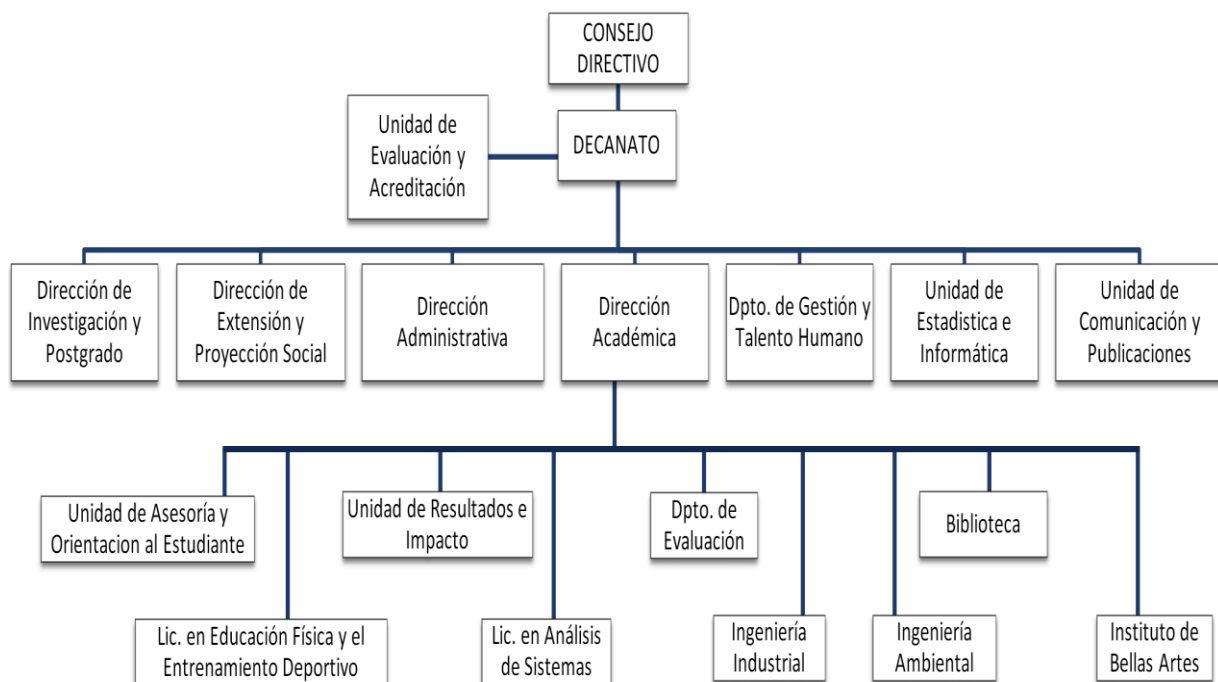 CONSEJO
DIRECTIVO
Unidad de
Evaluación y
Acreditación
DECANATO
Dirección de
Investigación y
Postgrado
Dirección de
Extensión y
Proyección Social
Dirección
Administrativa
Dirección
Académica
Dpto. de Gestión y
Talento Humano
Unidad de
Estadistica e
Informática
Unidad de
Comunicación y
Publicaciones
Unidad de Asesoría y
Orientacion al Estudiante
Unidad de Resultados e
Impacto
Dpto. de
Evaluación
Biblioteca
Lic. en Educación Física y el
Entrenamiento Deportivo
Lic. en Análisis
de Sistemas
Ingeniería
Industrial
Ingeniería
Ambiental
Instituto de
Bellas Artes